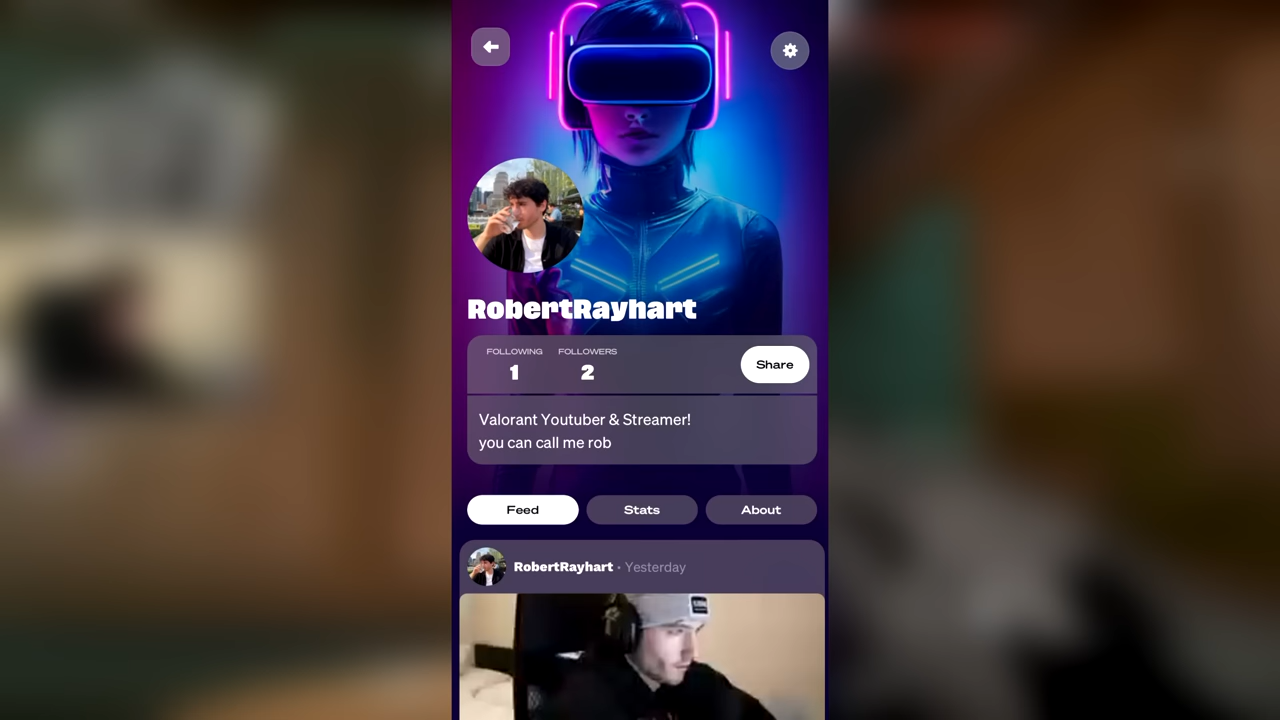 RobertRayhart
FOLLOWING FOLLOWERS
1 2
Share
Valorant Youtuber & Streamer!
you can call me rob
Feed Stats About
RobertRayhart • Yesterday